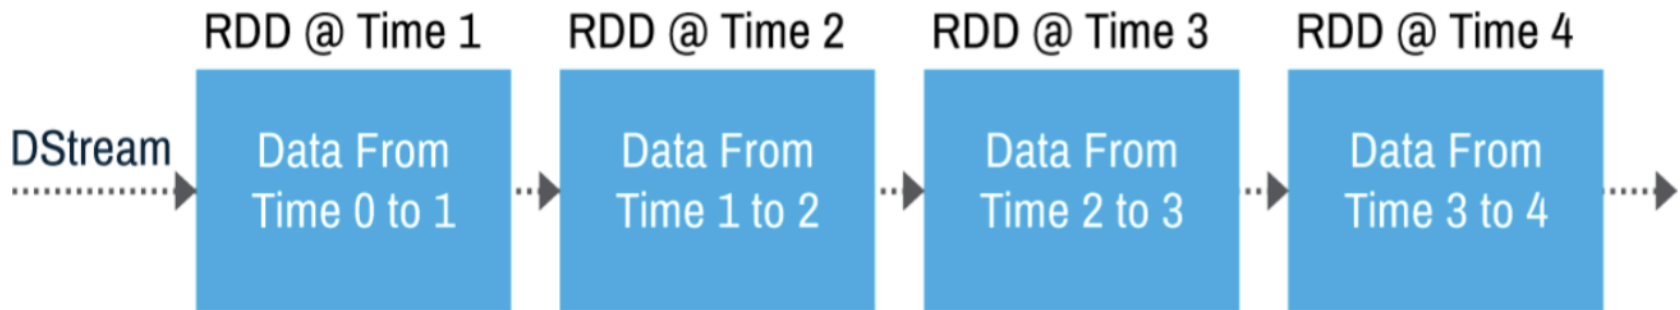 RDD @ Time 1
RDD @ Time 2
RDD @ Time 3
RDD @ Time 4
DStream
Data From
Time 0 to 1
Data From
Time 1 to 2
Data From
Time 2 to 3
Data From
Time 3 to 4